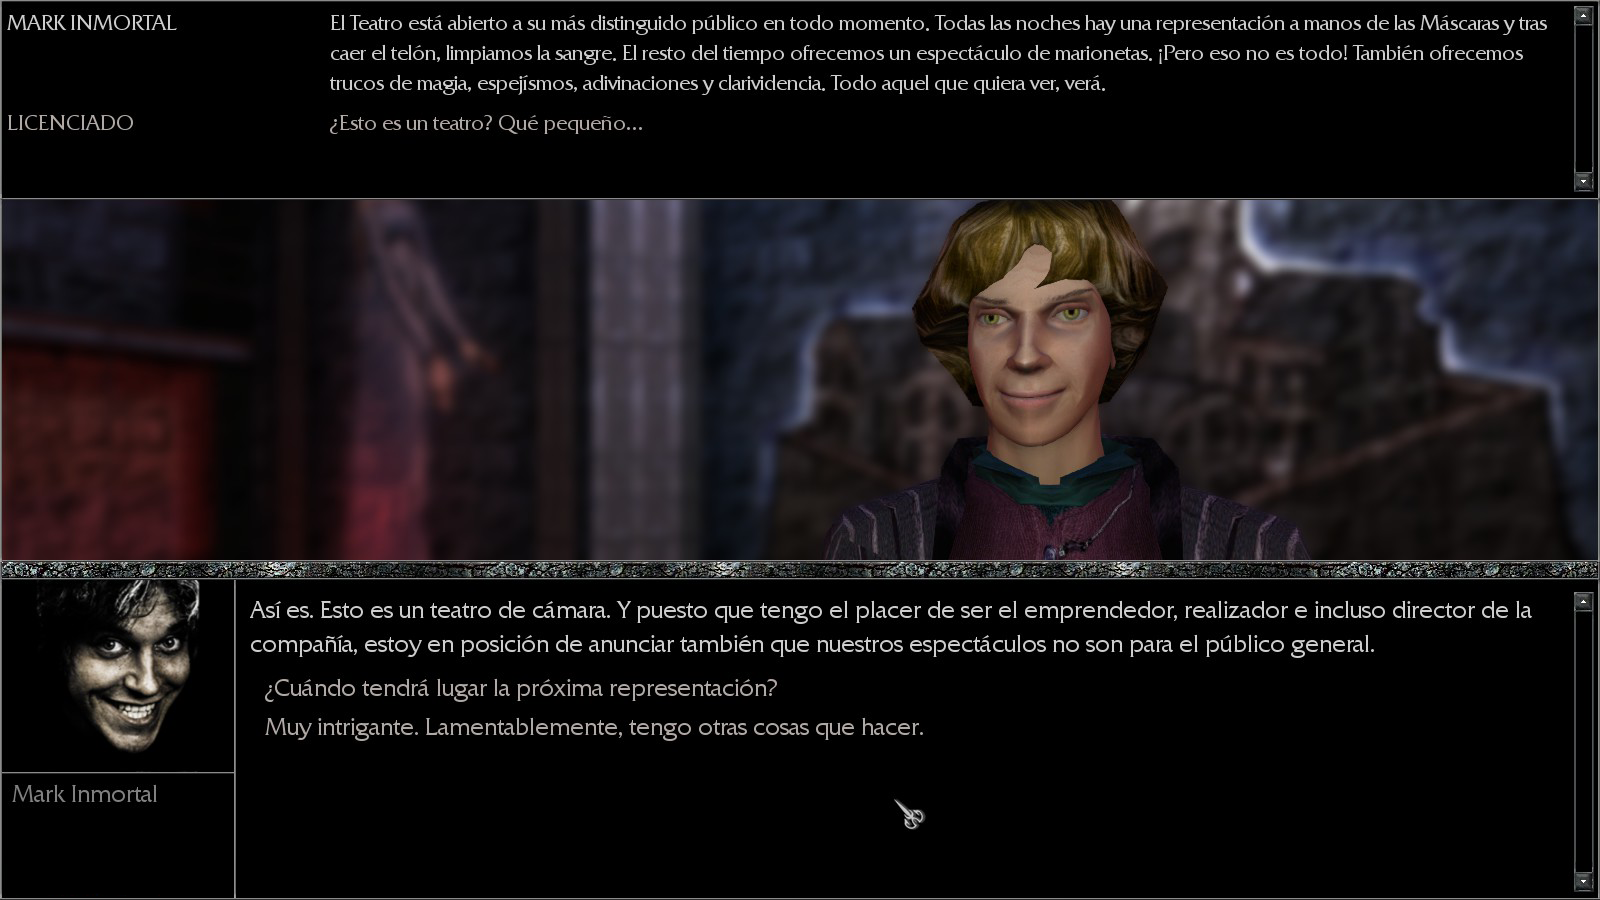 MARK INMORTAL
El Teatro está abierto a su más distinguido público en todo momento. Todas las noches hay una representación a manos de las Máscaras y tras
caer el telón, limpiamos la sangre. El resto del tiempo ofrecemos un espectáculo de marionetas. ¡Pero eso no es todo! También ofrecemos
trucos de magia, espejísmos, adivinaciones y clarividencia. Todo aquel que quiera ver, verá.
LICENCIADO
¿Esto es un teatro? Qué pequeño...
Así es. Esto es un teatro de cámara. Y puesto que tengo el placer de ser el emprendedor, realizador e incluso director de la
compañía, estoy en posición de anunciar también que nuestros espectáculos no son para el público general.
¿Cuándo tendrá lugar la próxima representación?
Muy intrigante. Lamentablemente, tengo otras cosas que hacer.
Mark Inmortal